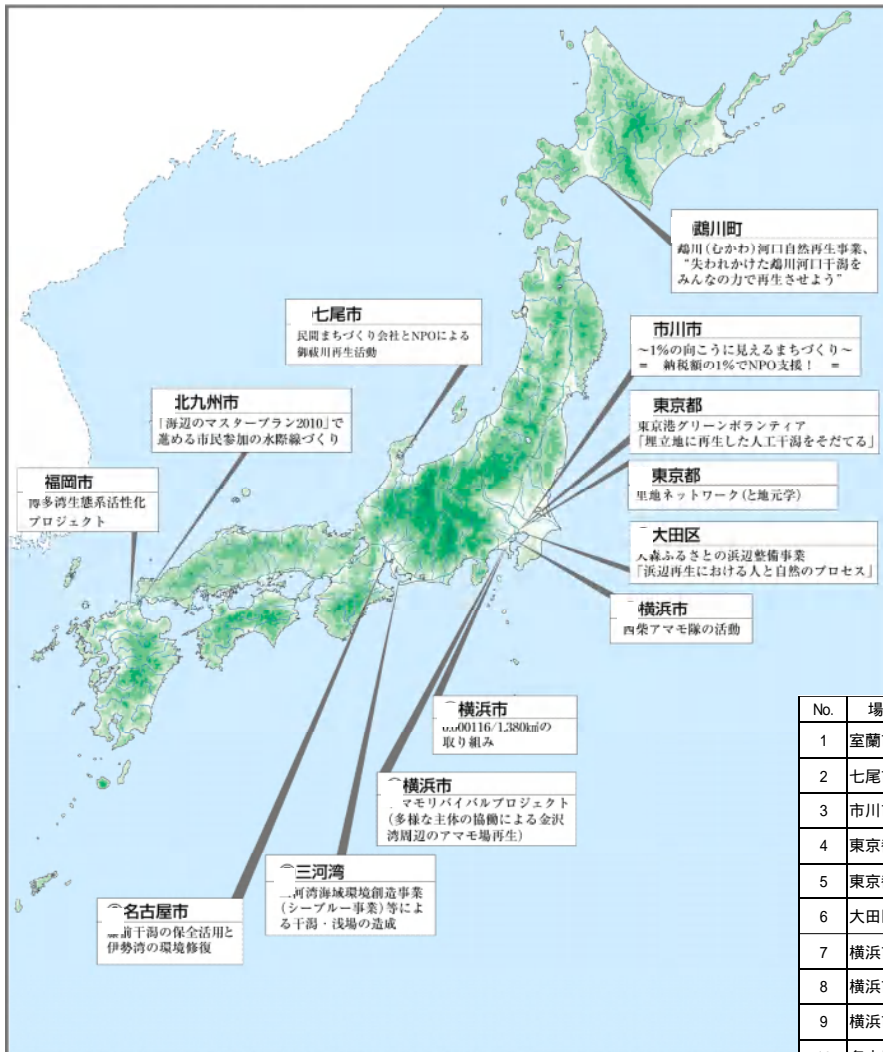 鵡川町
鵡川（むかわ）河口自然再生事業、
“失われかけた鵡川河口干潟を
みんなの力で再生させよう”
七尾市
民間まちづくり会社とNPOによる
御祓川再生活動
市川市
～1%の向こうに見えるまちづくり～
=　納税額の1%でNPO支援！　=
北九州市
「海辺のマスタープラン2010」で
進める市民参加の水際線づくり
東京都
東京港グリーンボランティア
「埋立地に再生した人工干潟をそだてる」
福岡市
博多湾生態系活性化
プロジェクト
東京都
里地ネットワーク（と地元学）
大田区
大森ふるさとの浜辺整備事業
「浜辺再生における人と自然のプロセス」
横浜市
西柴アマモ隊の活動
横浜市
0.000116/1,380km²の
取り組み
横浜市
マモリバイバルプロジェクト
（多様な主体の協働による金沢
湾周辺のアマモ場再生）
三河湾
河湾海域環境創造事業
（シーブルー事業）等によ
る干潟・浅場の造成
名古屋市
前干潟の保全活用と
伊勢湾の環境修復
No. 場
1 室蘭
2 七尾
3 市川
4 東京
5 東京
6 大田
7 横浜
8 横浜
9 横浜